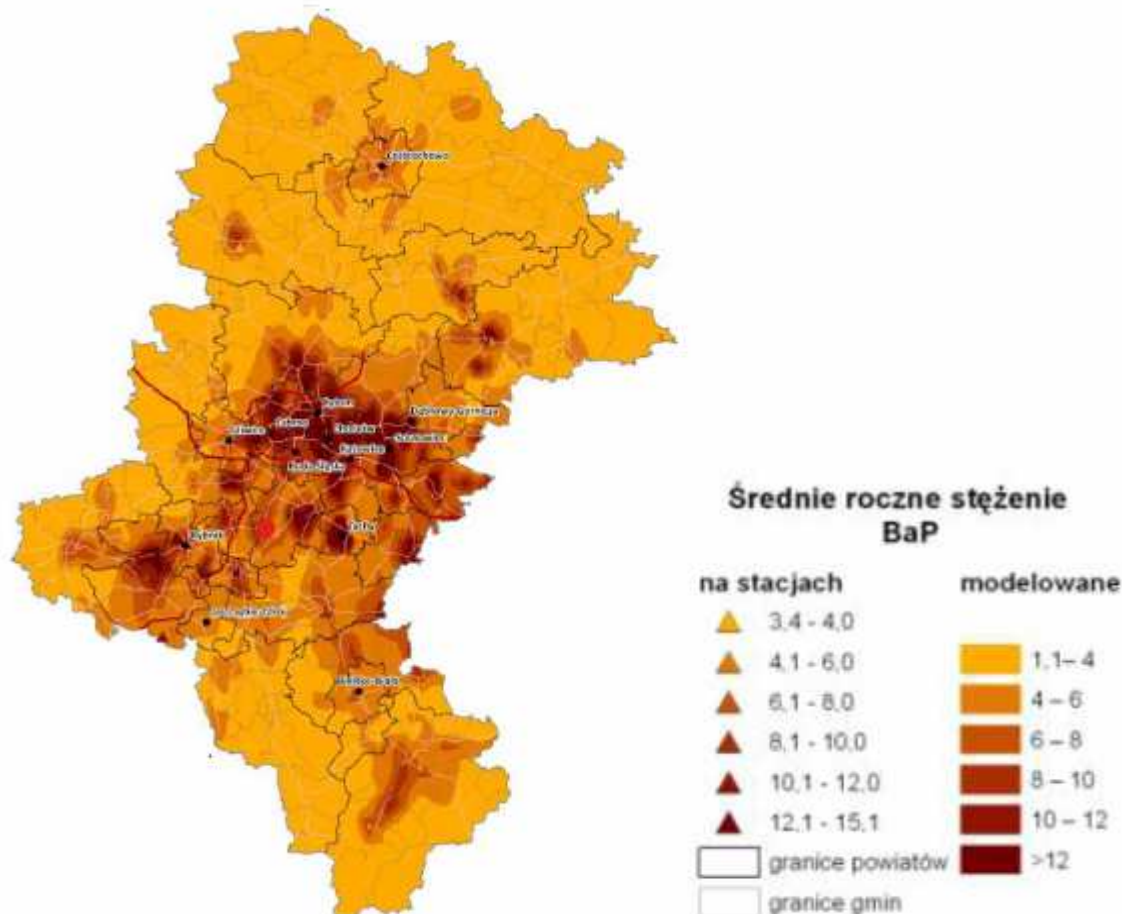 Częstochowa
Bytom
Dąbrowa Górnicza
Zabrze
Gliwice
Chorzów
Sosnowiec
Katowice
Ruda Śląska
Tychy
Rybnik
Bielsko-Biała
Średnie roczne stężenie
BaP
na stacjach
modelowane
3,4 - 4,0
4,1 - 6,0
6,1 - 8,0
8,1 - 10,0
10,1 - 12,0
12,1 - 15,1
1,1– 4
4 – 6
6 – 8
8 – 10
10 – 12
>12
granice powiatów
granice gmin